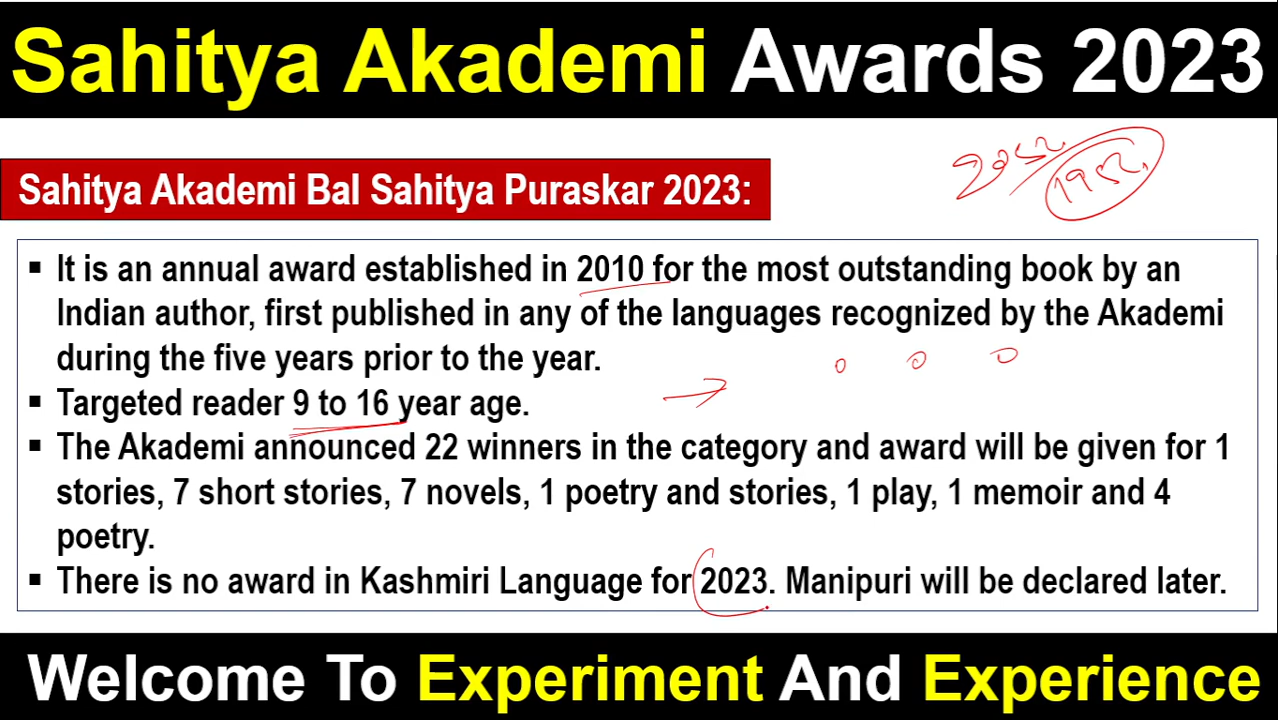 Sahitya Akademi Awards 2023
1952
Sahitya Akademi Bal Sahitya Puraskar 2023:
▪ It is an annual award established in 2010 for the most outstanding book by an
Indian author, first published in any of the languages recognized by the Akademi
during the five years prior to the year.
▪ Targeted reader 9 to 16 year age.
▪ The Akademi announced 22 winners in the category and award will be given for 1
stories, 7 short stories, 7 novels, 1 poetry and stories, 1 play, 1 memoir and 4
poetry.
▪ There is no award in Kashmiri Language for 2023. Manipuri will be declared later.
Welcome To Experiment And Experience